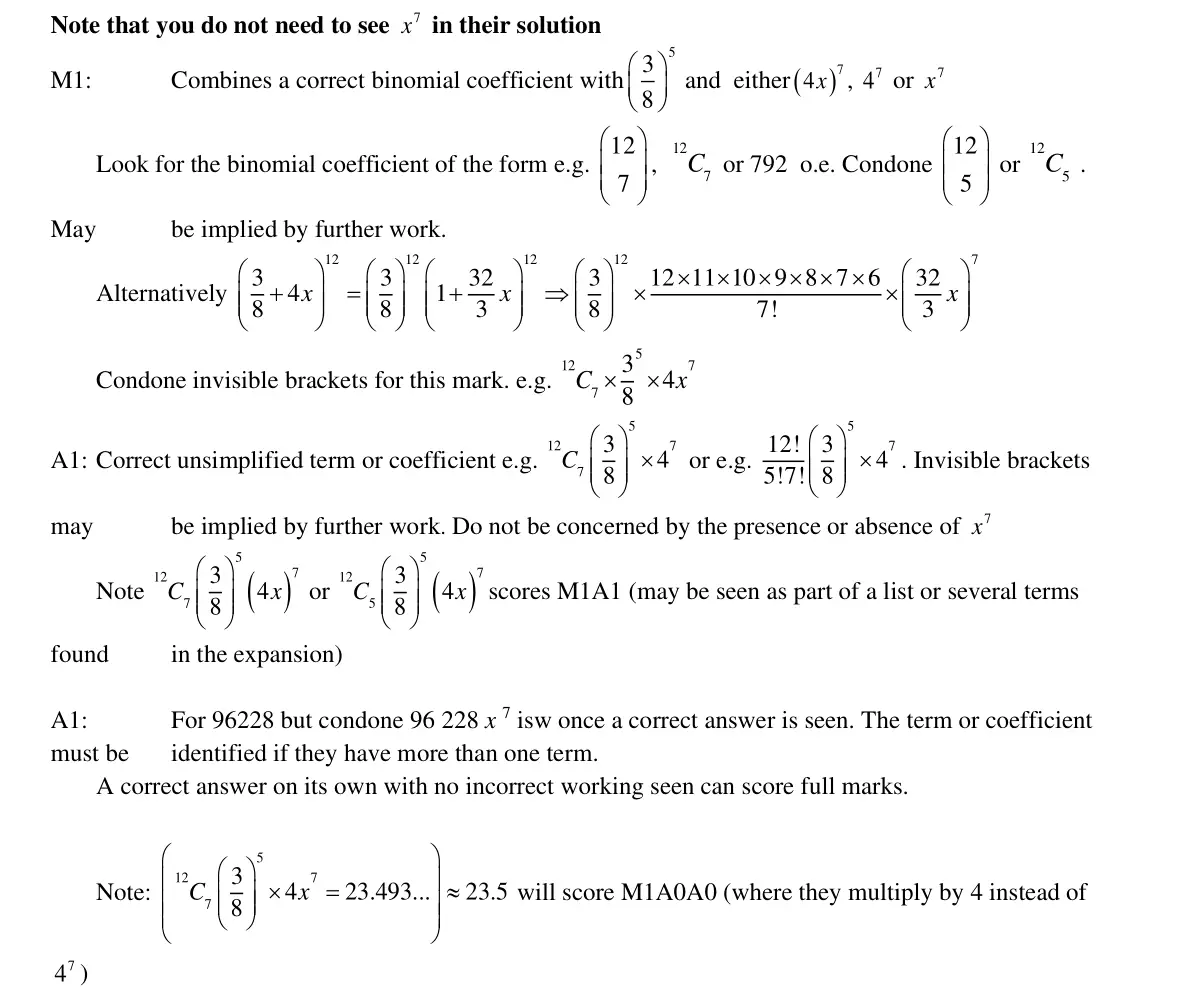 Note that you do not need to see x^7 in their solution
M1: Combines a correct binomial coefficient with (3/8)^5 and either (4x)^7, 4^7 or x^7
Look for the binomial coefficient of the form e.g. (12 7), ^12C_7 or 792 o.e. Condone (12 5) or ^12C_5 .
May be implied by further work.
Alternatively (3/8 + 4x)^12 = (3/8)^12 (1 + 32/3 x)^12 ⇒ (3/8)^12 × 12×11×10×9×8×7×6/7! × (32/3 x)^7
Condone invisible brackets for this mark. e.g. ^12C_7 × 3^5/8 × 4x^7
A1: Correct unsimplified term or coefficient e.g. ^12C_7 (3/8)^5 × 4^7 or e.g. 12!/5!7! (3/8)^5 × 4^7 . Invisible brackets
may be implied by further work. Do not be concerned by the presence or absence of x^7
Note ^12C_7 (3/8)^5 (4x)^7 or ^12C_5 (3/8)^5 (4x)^7 scores M1A1 (may be seen as part of a list or several terms
found in the expansion)
A1: For 96228 but condone 96 228 x^7 isw once a correct answer is seen. The term or coefficient
must be identified if they have more than one term.
A correct answer on its own with no incorrect working seen can score full marks.
Note: (^12C_7 (3/8)^5 × 4x^7 = 23.493...) ≈ 23.5 will score M1A0A0 (where they multiply by 4 instead of
4^7 )